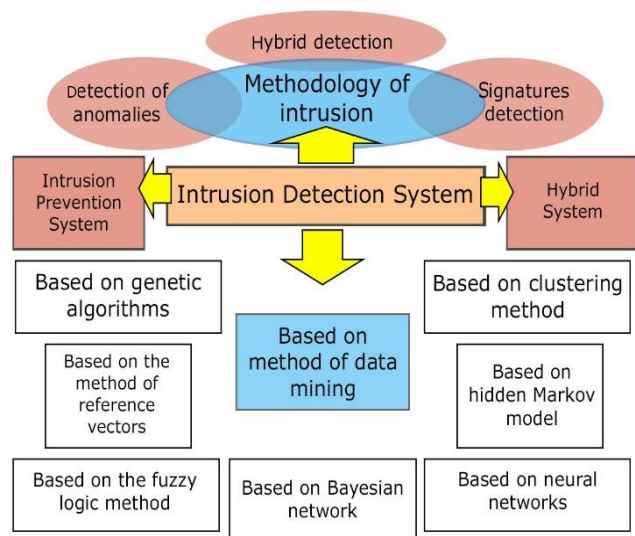 Hybrid detection
Detection of
anomalies
Methodology of
intrusion
Signatures
detection
Intrusion
Prevention
System
Intrusion Detection System
Hybrid
System
Based on genetic
algorithms
Based on clustering
method
Based on
method of data
mining
Based on the
method of
reference
vectors
Based on
hidden Markov
model
Based on the fuzzy
logic method
Based on Bayesian
network
Based on neural
networks